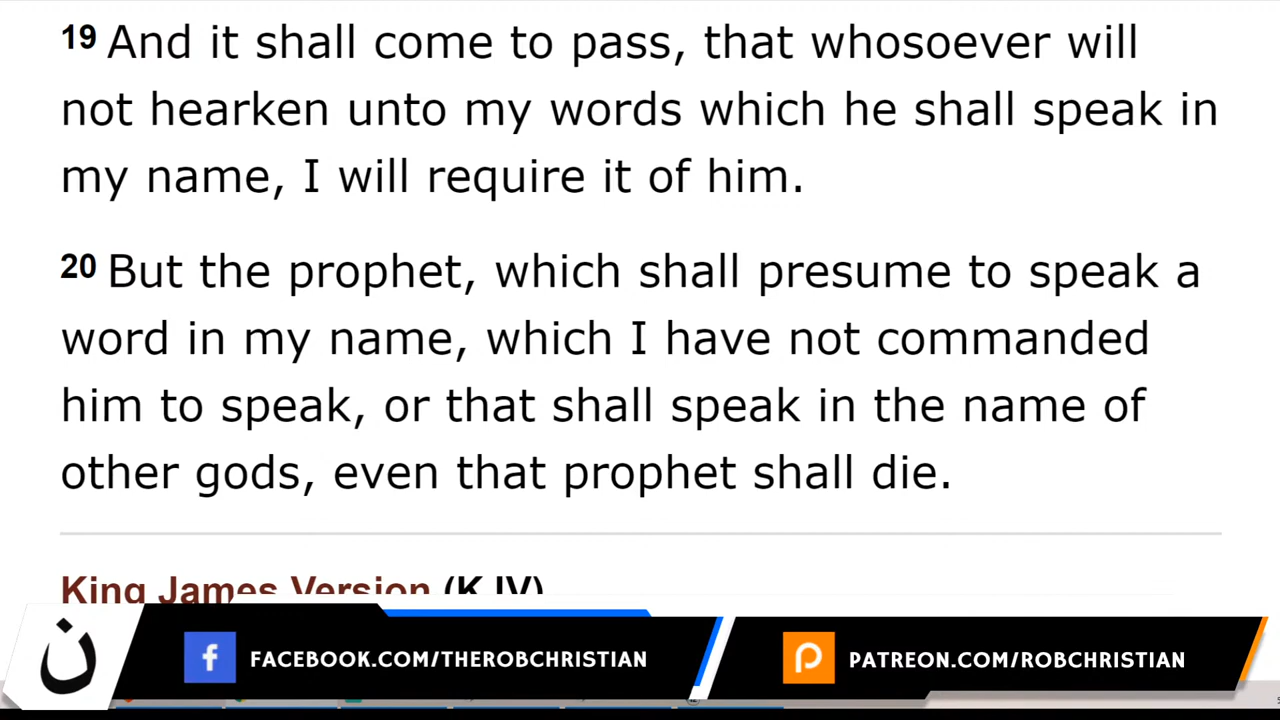 19 And it shall come to pass, that whosoever will
not hearken unto my words which he shall speak in
my name, I will require it of him.
20 But the prophet, which shall presume to speak a
word in my name, which I have not commanded
him to speak, or that shall speak in the name of
other gods, even that prophet shall die.
King James Version (KJV)
ن
f FACEBOOK.COM/THEROBCHRISTIAN
PATREON.COM/ROBCHRISTIAN